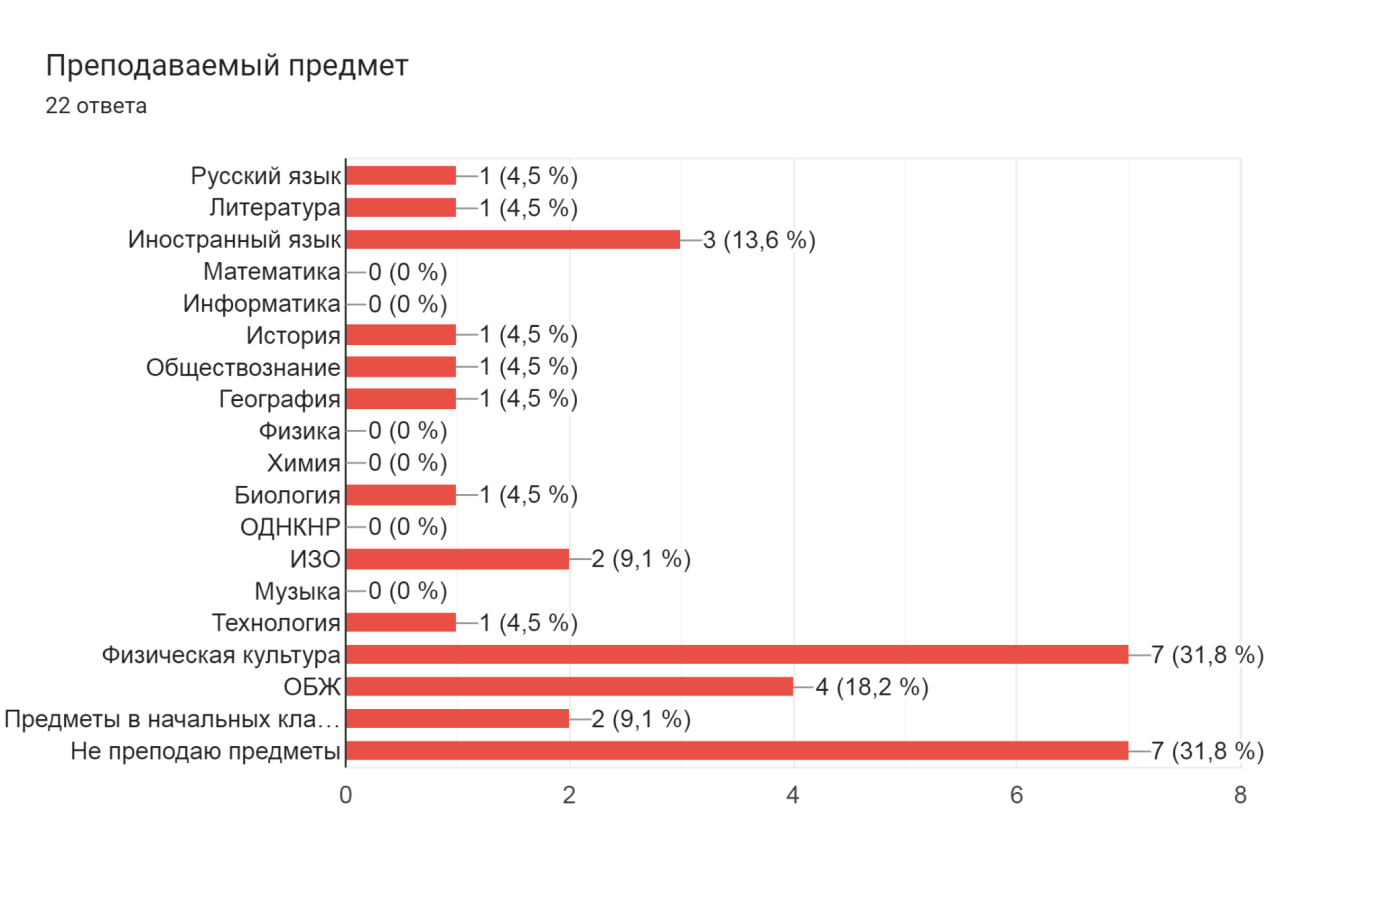 Преподаваемый предмет
22 ответа
Русский язык 1 (4,5 %)
Литература 1 (4,5 %)
Иностранный язык 3 (13,6 %)
Математика 0 (0 %)
Информатика 0 (0 %)
История 1 (4,5 %)
Обществознание 1 (4,5 %)
География 1 (4,5 %)
Физика 0 (0 %)
Химия 0 (0 %)
Биология 1 (4,5 %)
ОДНКНР 0 (0 %)
ИЗО 2 (9,1 %)
Музыка 0 (0 %)
Технология 1 (4,5 %)
Физическая культура 7 (31,8 %)
ОБЖ 4 (18,2 %)
Предметы в начальных кла… 2 (9,1 %)
Не преподаю предметы 7 (31,8 %)
0 2 4 6 8